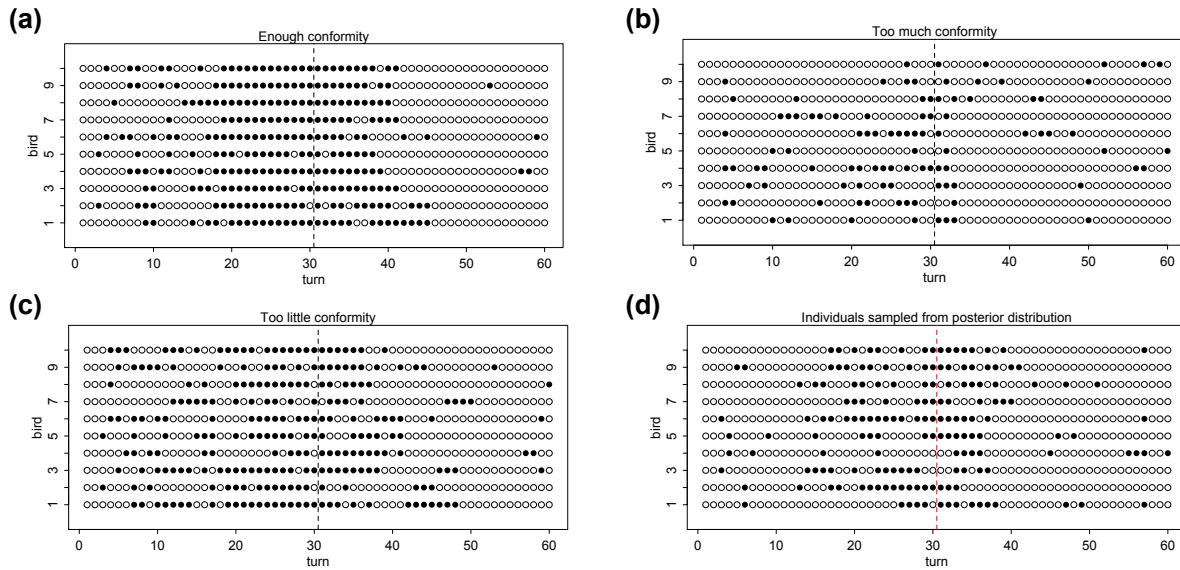 (a)
Enough conformity
bird
9
7
5
3
1
0 10 20 30 40 50 60
turn
(b)
Too much conformity
bird
9
7
5
3
1
0 10 20 30 40 50 60
turn
(c)
Too little conformity
bird
9
7
5
3
1
0 10 20 30 40 50 60
turn
(d)
Individuals sampled from posterior distribution
bird
9
7
5
3
1
0 10 20 30 40 50 60
turn